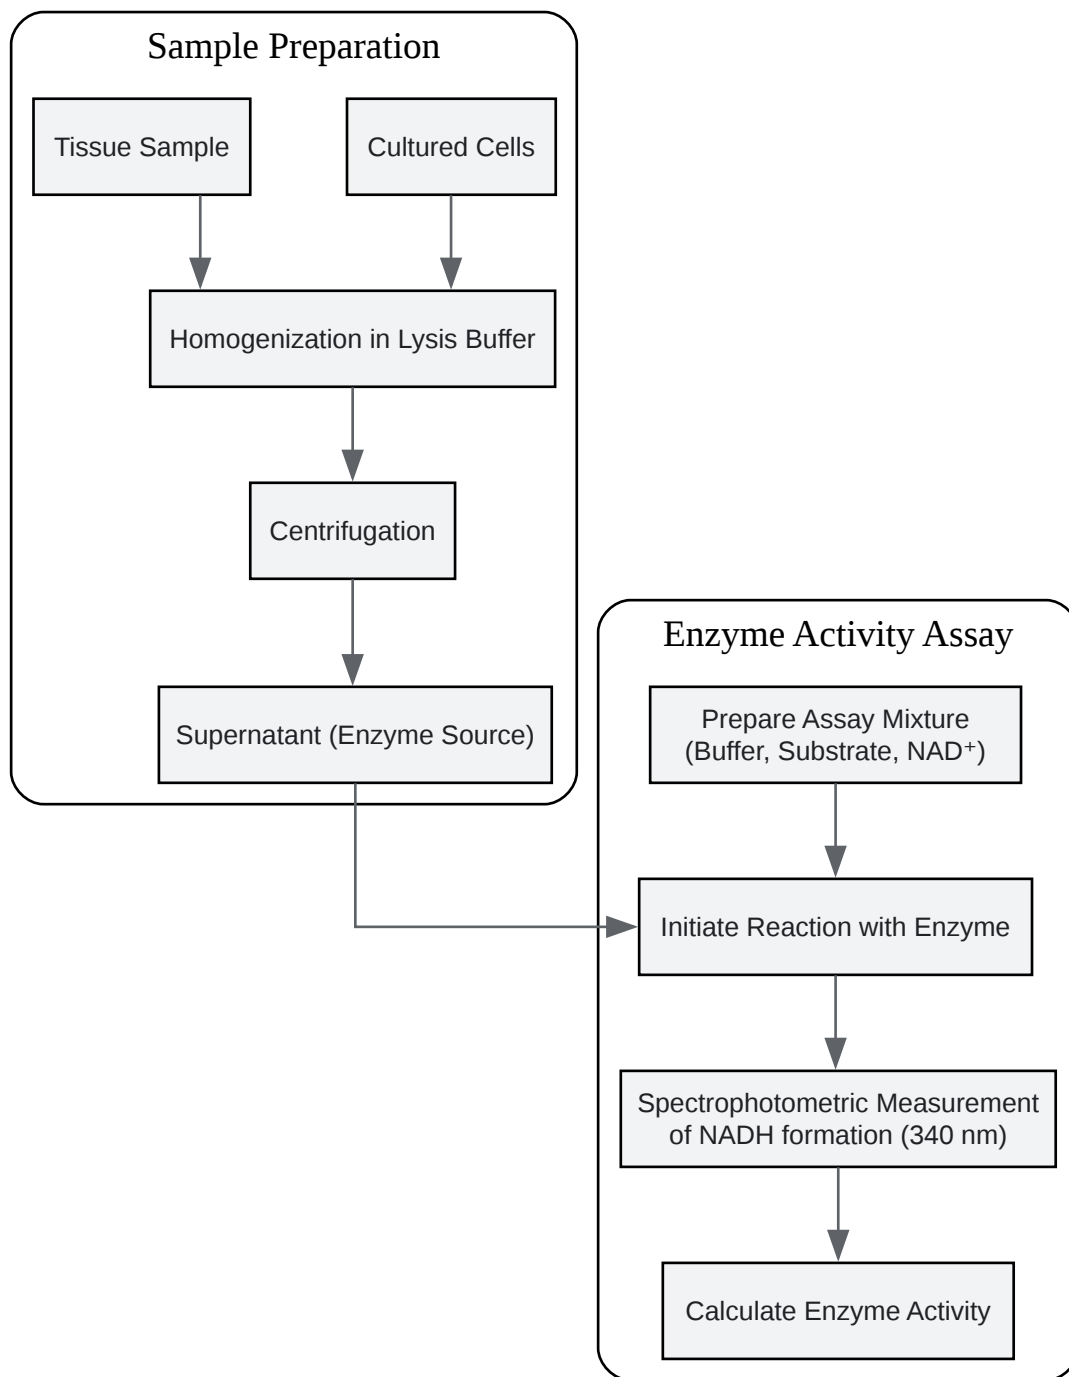 Sample Preparation
Tissue Sample
Cultured Cells
Homogenization in Lysis Buffer
Centrifugation
Supernatant (Enzyme Source)
Enzyme Activity Assay
Prepare Assay Mixture
(Buffer, Substrate, NAD⁺)
Initiate Reaction with Enzyme
Spectrophotometric Measurement
of NADH formation (340 nm)
Calculate Enzyme Activity